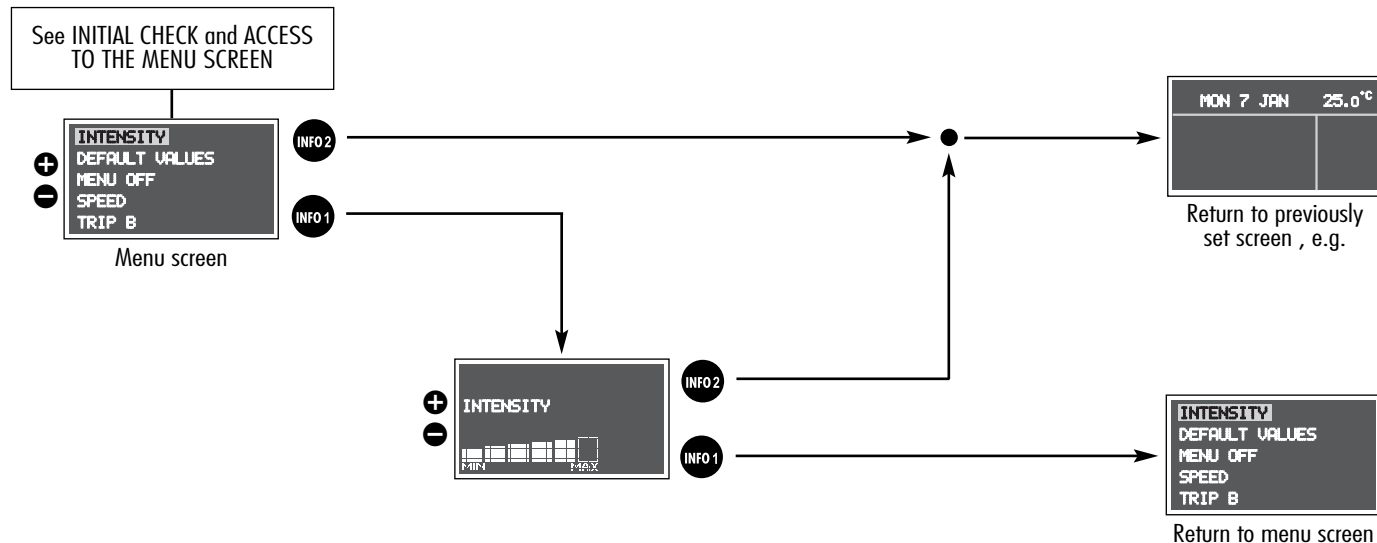 See INITIAL CHECK and ACCESS
TO THE MENU SCREEN
INTENSITY
DEFAULT VALUES
MENU OFF
SPEED
TRIP B
INFO 2
INFO 1
Menu screen
MON 7 JAN 25.0°C
Return to previously
set screen , e.g.
INTENSITY
MIN MAX
INFO 2
INFO 1
INTENSITY
DEFAULT VALUES
MENU OFF
SPEED
TRIP B
Return to menu screen